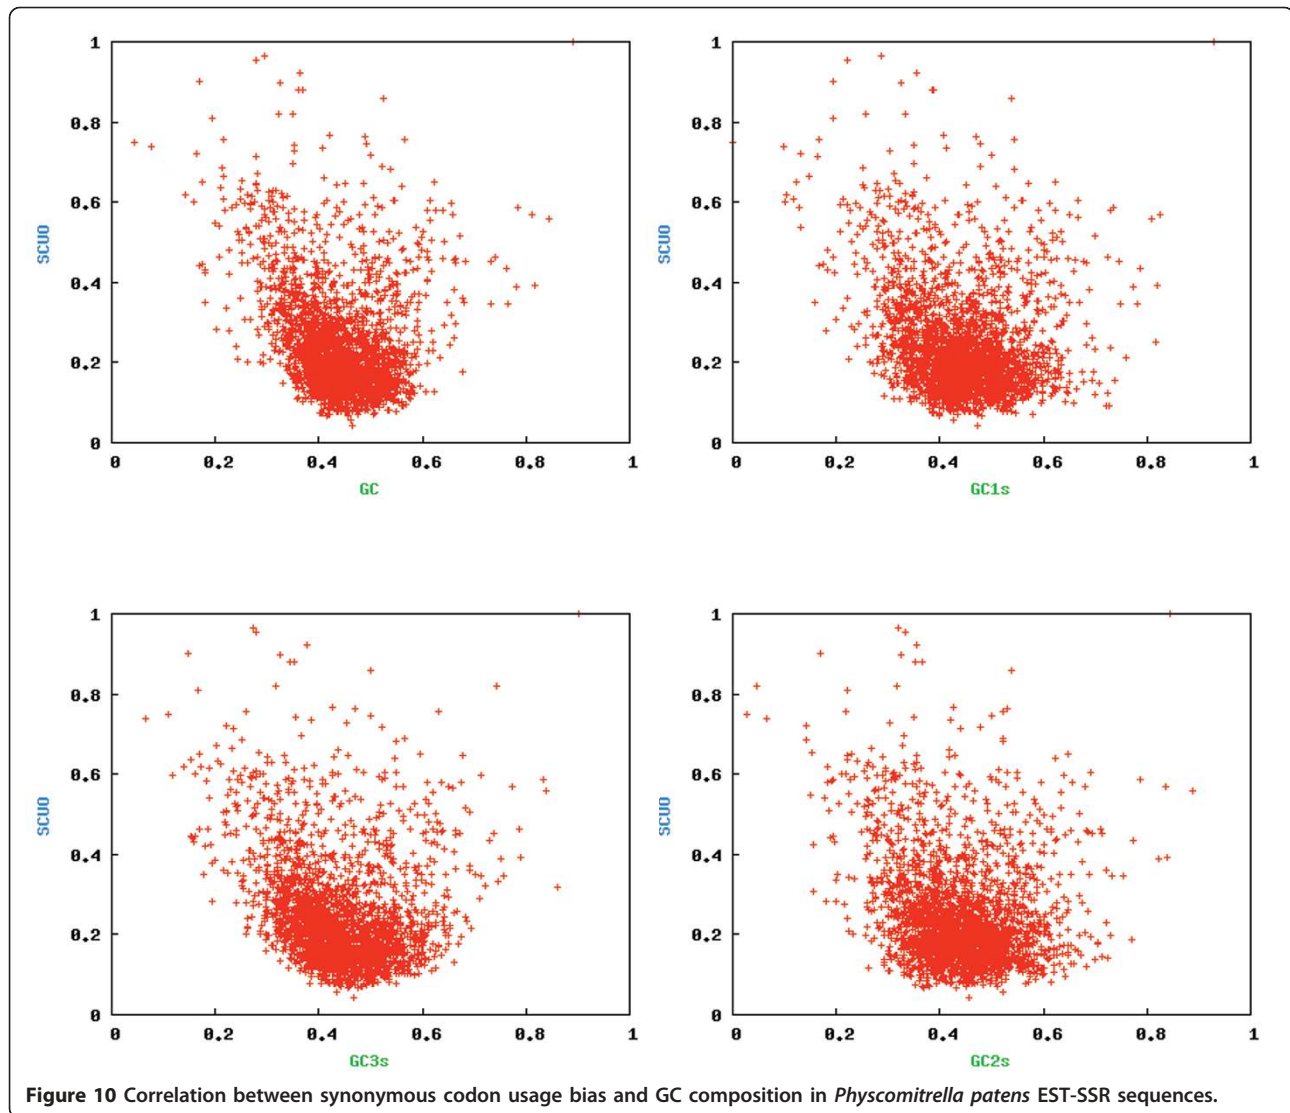 1
0.8
0.6
0.4
0.2
0
SCUO
0 0.2 0.4 0.6 0.8 1
GC
1
0.8
0.6
0.4
0.2
0
SCUO
0 0.2 0.4 0.6 0.8 1
GC1s
1
0.8
0.6
0.4
0.2
0
SCUO
0 0.2 0.4 0.6 0.8 1
GC3s
1
0.8
0.6
0.4
0.2
0
SCUO
0 0.2 0.4 0.6 0.8 1
GC2s
Figure 10 Correlation between synonymous codon usage bias and GC composition in Physcomitrella patens EST-SSR sequences.